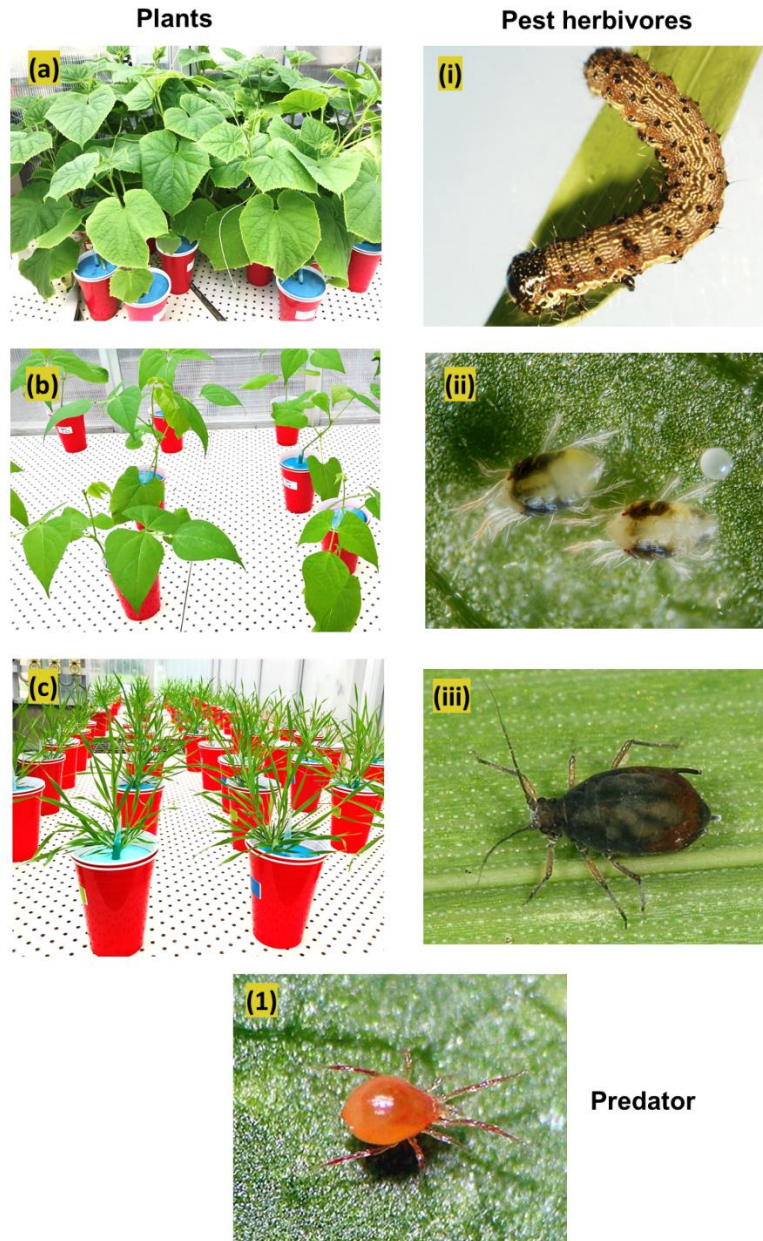 Plants
Pest herbivores
(a)
(i)
(b)
(ii)
(c)
(iii)
(1)
Predator